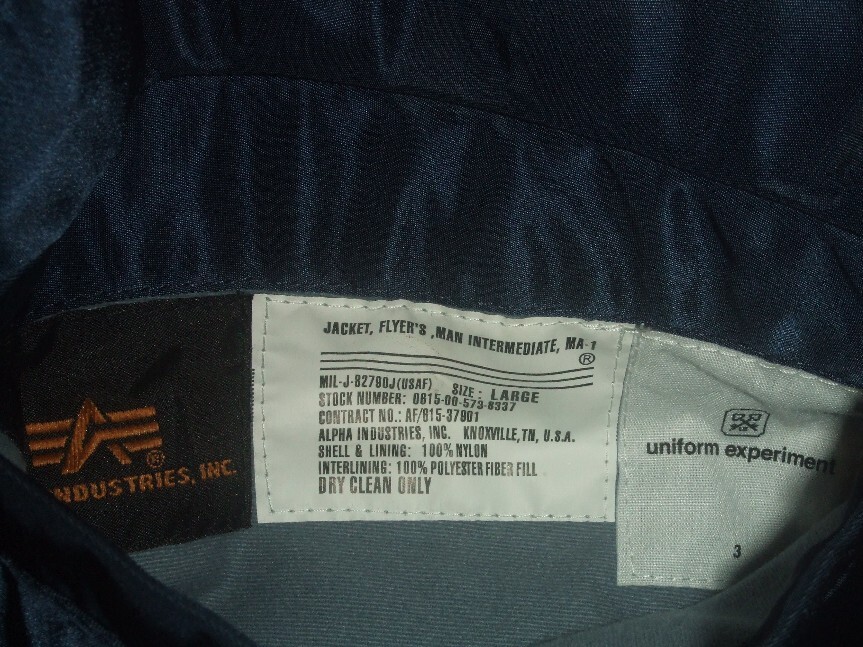 INDUSTRIES, INC.
JACKET, FLYER'S ,MAN INTERMEDIATE, MA-1
®
MIL-J-82790J(USAF) SIZE: LARGE
STOCK NUMBER: 0815-00-573-8337
CONTRACT NO.: AF/815-37901
ALPHA INDUSTRIES, INC. KNOXVILLE, TN, U.S.A.
SHELL & LINING: 100% NYLON
INTERLINING: 100% POLYESTER FIBER FILL
DRY CLEAN ONLY
uniform experiment
3